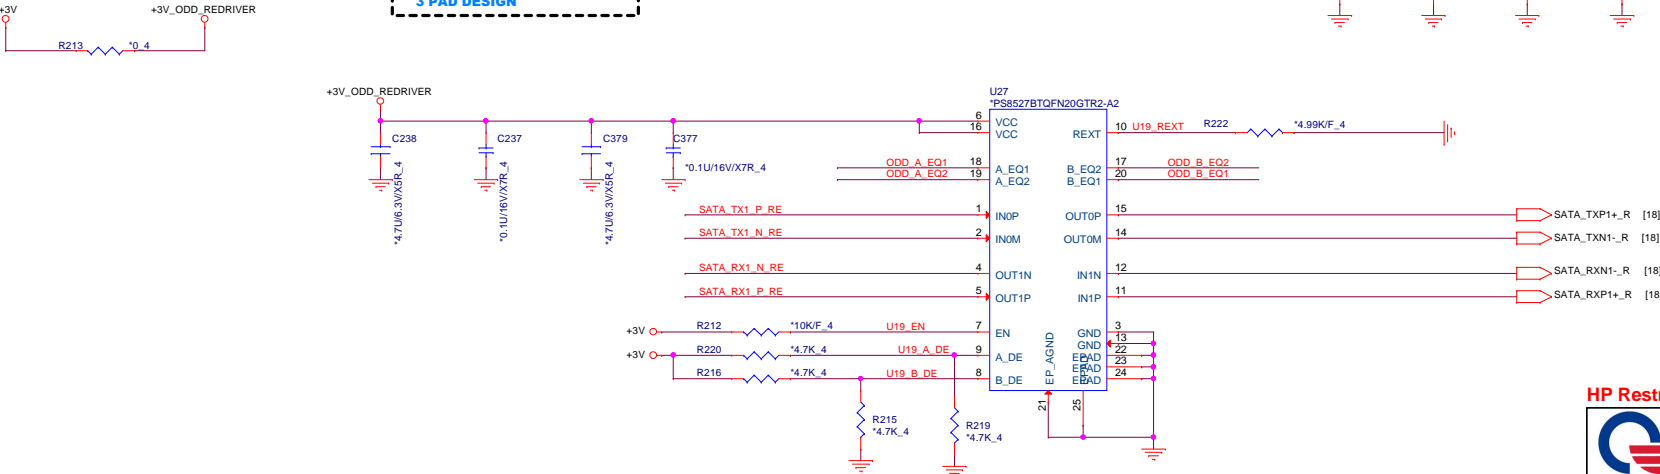 +3V
+3V_ODD_REDRIVER
3 PAD DESIGN
R213
*0_4
+3V_ODD_REDRIVER
C238
*4.7U/6.3V/X5R_4
C237
*0.1U/16V/X7R_4
C379
*4.7U/6.3V/X5R_4
C377
*0.1U/16V/X7R_4
U27
*PS8527BTQFN20GTR2-A2
6
VCC
16
VCC
REXT
10
U19_REXT
R222
*4.99K/F_4
ODD_A_EQ1
18
A_EQ1
B_EQ2
17
ODD_B_EQ2
ODD_A_EQ2
19
A_EQ2
B_EQ1
20
ODD_B_EQ1
SATA_TX1_P_RE
1
IN0P
OUT0P
15
SATA_TXP1+_R [18]
SATA_TX1_N_RE
2
IN0M
OUT0M
14
SATA_TXN1-_R [18]
SATA_RX1_N_RE
4
OUT1N
IN1N
12
SATA_RXN1-_R [18]
SATA_RX1_P_RE
5
OUT1P
IN1P
11
SATA_RXP1+_R [18
+3V
R212
*10K/F_4
U19_EN
7
EN
GND
3
GND
13
+3V
R220
*4.7K_4
U19_A_DE
9
A_DE
EPAD
22
EPAD
23
R216
*4.7K_4
U19_B_DE
8
B_DE
EPAD
24
EP_AGND
21
25
R215
*4.7K_4
R219
*4.7K_4
HP Restr